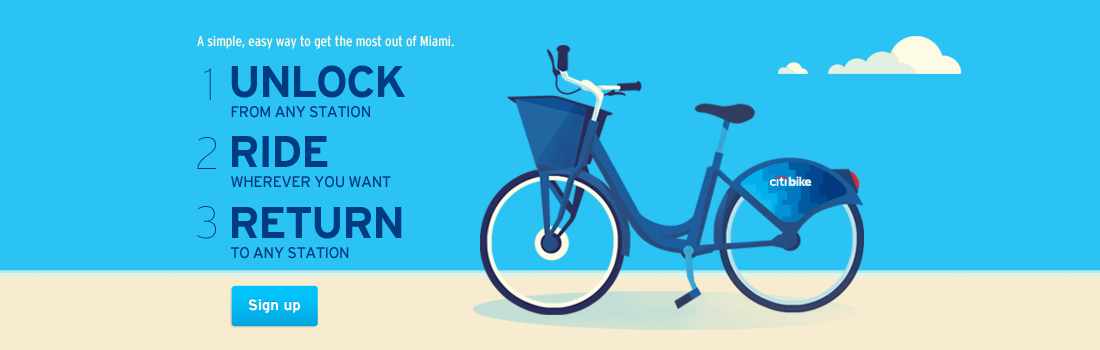 A simple, easy way to get the most out of Miami.
1 UNLOCK
FROM ANY STATION
2 RIDE
WHEREVER YOU WANT
3 RETURN
TO ANY STATION
Sign up
citibike